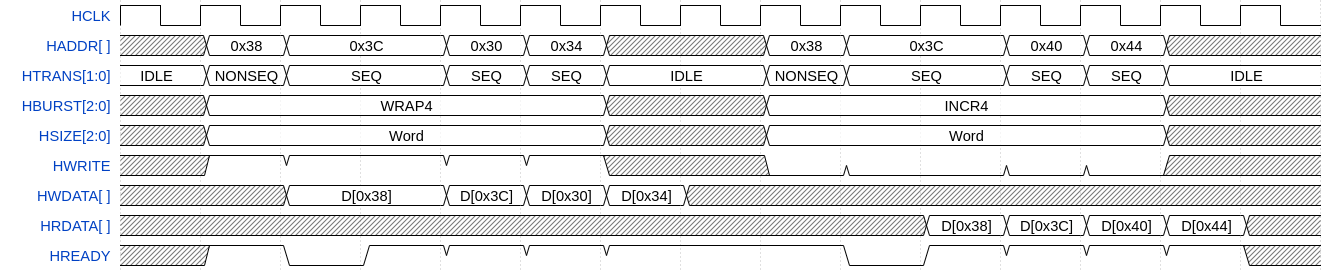 HCLK
HADDR[ ] 0x38 0x3C 0x30 0x34 0x38 0x3C 0x40 0x44
HTRANS[1:0] IDLE NONSEQ SEQ SEQ SEQ IDLE NONSEQ SEQ SEQ SEQ IDLE
HBURST[2:0] WRAP4 INCR4
HSIZE[2:0] Word Word
HWRITE
HWDATA[ ] D[0x38] D[0x3C] D[0x30] D[0x34]
HRDATA[ ] D[0x38] D[0x3C] D[0x40] D[0x44]
HREADY